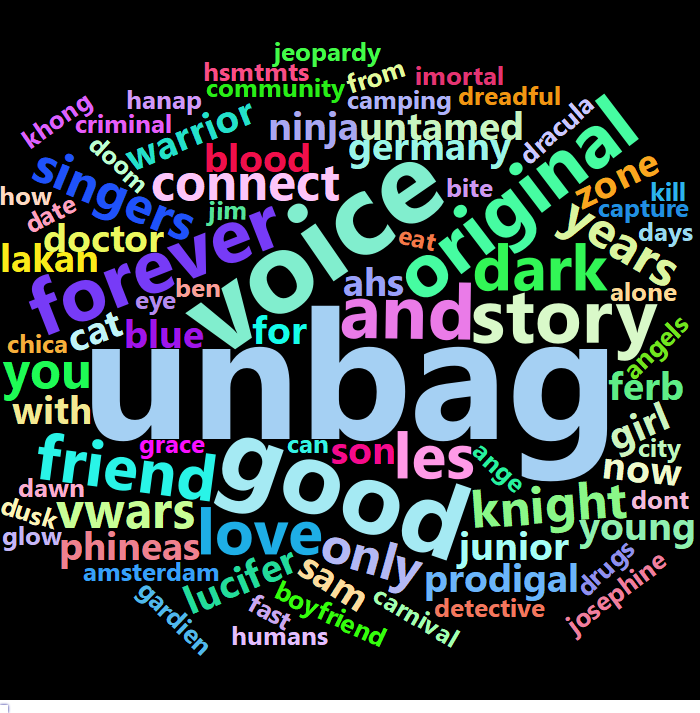 jeopardy
hsmtmts
from
imortal
community
hanap
camping
dreadful
khong
criminal
warrior
ninja
untamed
dracula
doom
blood
germany
original
singers
connect
voice
bite
zone
kill
how
date
jim
capture
forever
doctor
eat
years
days
lakan
ahs
dark
eye
ben
and
story
alone
chica
cat
blue
for
angels
you
unbag
ferb
with
girl
grace
can
son
les
city
friend
good
ange
now
dawn
knight
dont
dusk
vwars
love
only
young
glow
phineas
junior
amsterdam
lucifer
sam
prodigal
drugs
josephine
gardien
fast
boyfriend
carnival
detective
humans